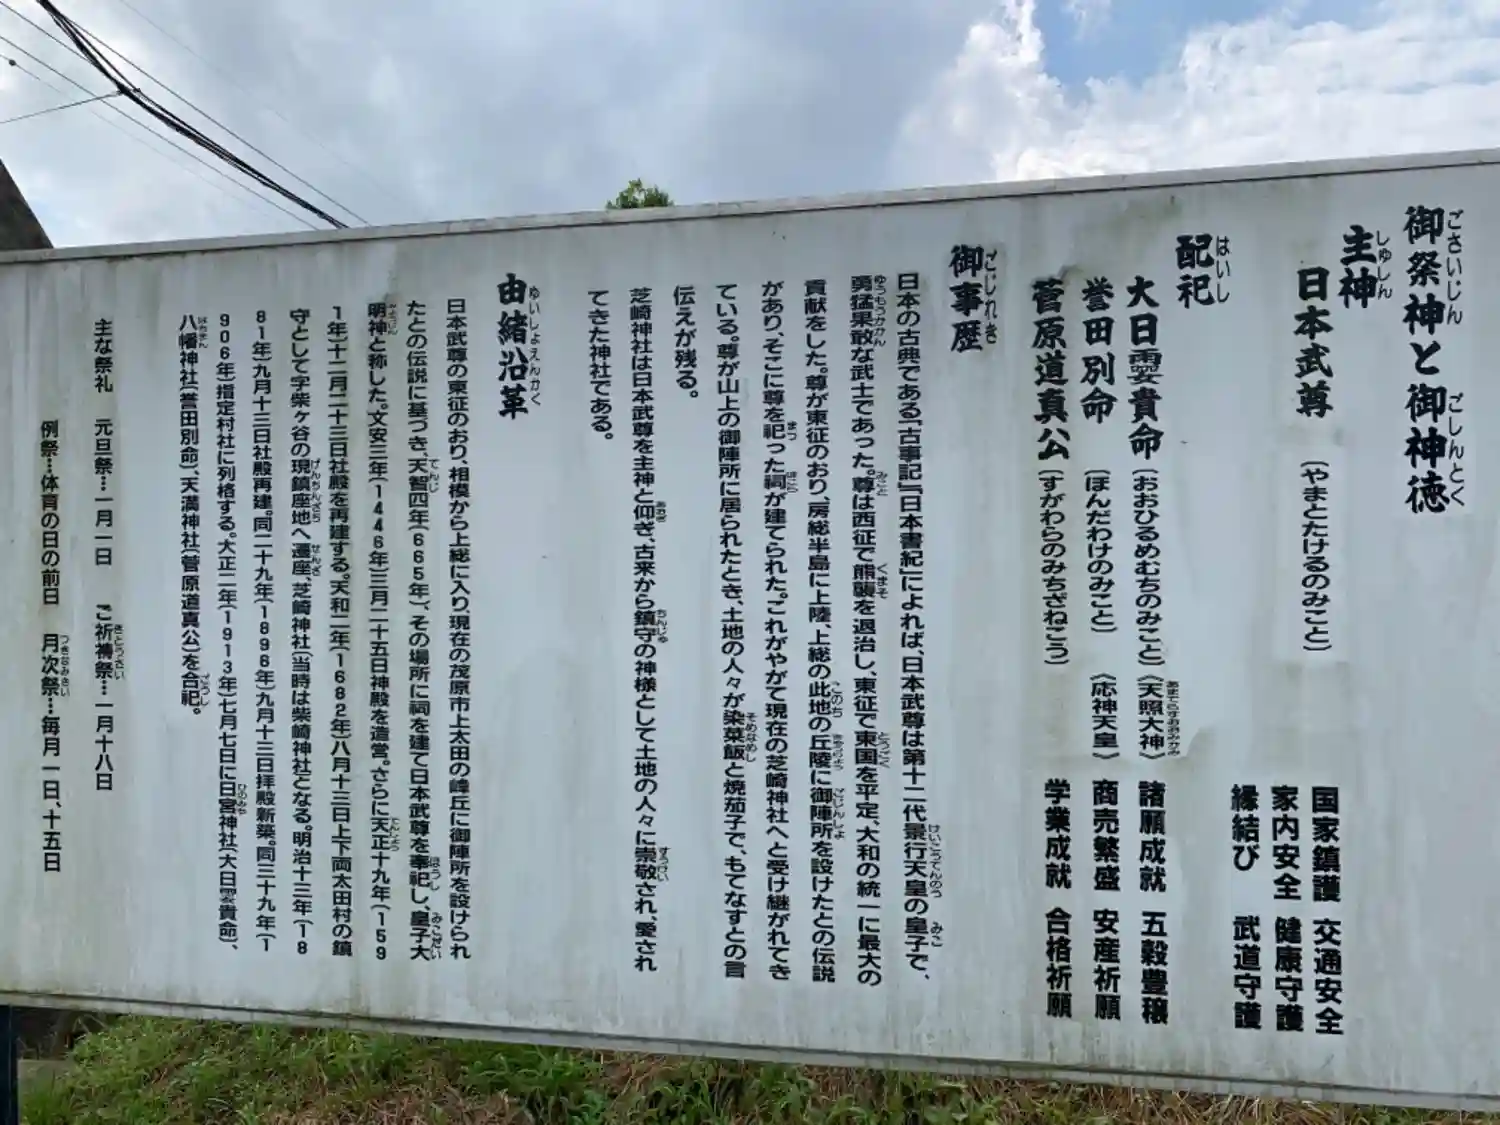 御祭神と御神徳
主神
日本武尊(やまとたけるのみこと)
国家鎮護 交通安全
家内安全 健康守護
縁結び 武道守護
配祀
大日孁貴命(おおひるめむちのみこと)(天照大神) 諸願成就 五穀豊穣
誉田別命(ほんだわけのみこと)(応神天皇) 商売繁盛 安産祈願
菅原道真公(すがわらのみちざねこう) 学業成就 合格祈願
御事歴
日本の古典である「古事記」「日本書紀」によれば、日本武尊は第十二代景行天皇の皇子で、
勇猛果敢な武士であった。尊は西征で熊襲を退治し、東征で東国を平定、大和の統一に最大の
貢献をした。尊が東征のおり、房総半島に上陸、上総の此地の丘陵に御陣所を設けたとの伝説
があり、そこに尊を祀った祠が建てられた。これがやがて現在の芝崎神社へと受け継がれてき
ている。尊が山上の御陣所に居られたとき、土地の人々が染菜飯と焼茄子で、もてなすとの言
伝えが残る。
芝崎神社は日本武尊を主神と仰ぎ、古来から鎮守の神様として土地の人々に崇敬され、愛され
てきた神社である。
由緒沿革
日本武尊の東征のおり、相模から上総に入り、現在の茂原市上太田の峰丘に御陣所を設けられ
たとの伝説に基づき、天智四年(665年)、その場所に祠を建て日本武尊を奉祀し、皇子大
明神と称した。文安三年(1446年)三月二十五日神殿を造営。さらに天正十九年(159
1年)十二月二十三日社殿を再建する。天和二年(1682年)八月十三日上下両太田村の鎮
守として字柴ヶ谷の現鎮座地へ遷座、芝崎神社(当時は柴崎神社となる。明治十三年(18
81年)九月十三日社殿再建。同二十九年(1896年)九月十三日拝殿新築。同三十九年(1
906年)指定村社に列格する。大正二年(1913年)七月七日に日宮神社(大日孁貴命)、
八幡神社(誉田別命)、天満神社(菅原道真公)を合祀。
主な祭礼 元旦祭…一月一日 ご祈祷祭…一月十八日
例祭…体育の日の前日 月次祭…毎月一日、十五日